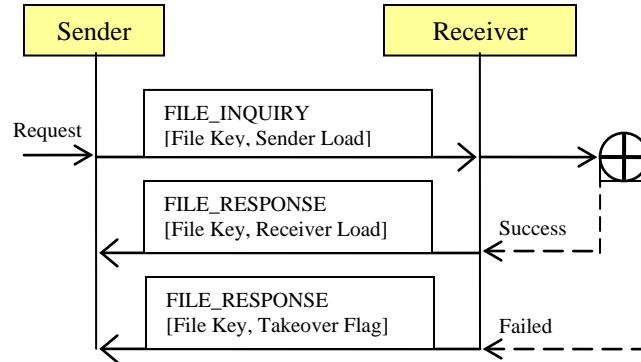 Sender
Receiver
FILE_INQUIRY
[File Key, Sender Load]
Request
FILE_RESPONSE
[File Key, Receiver Load]
Success
FILE_RESPONSE
[File Key, Takeover Flag]
Failed